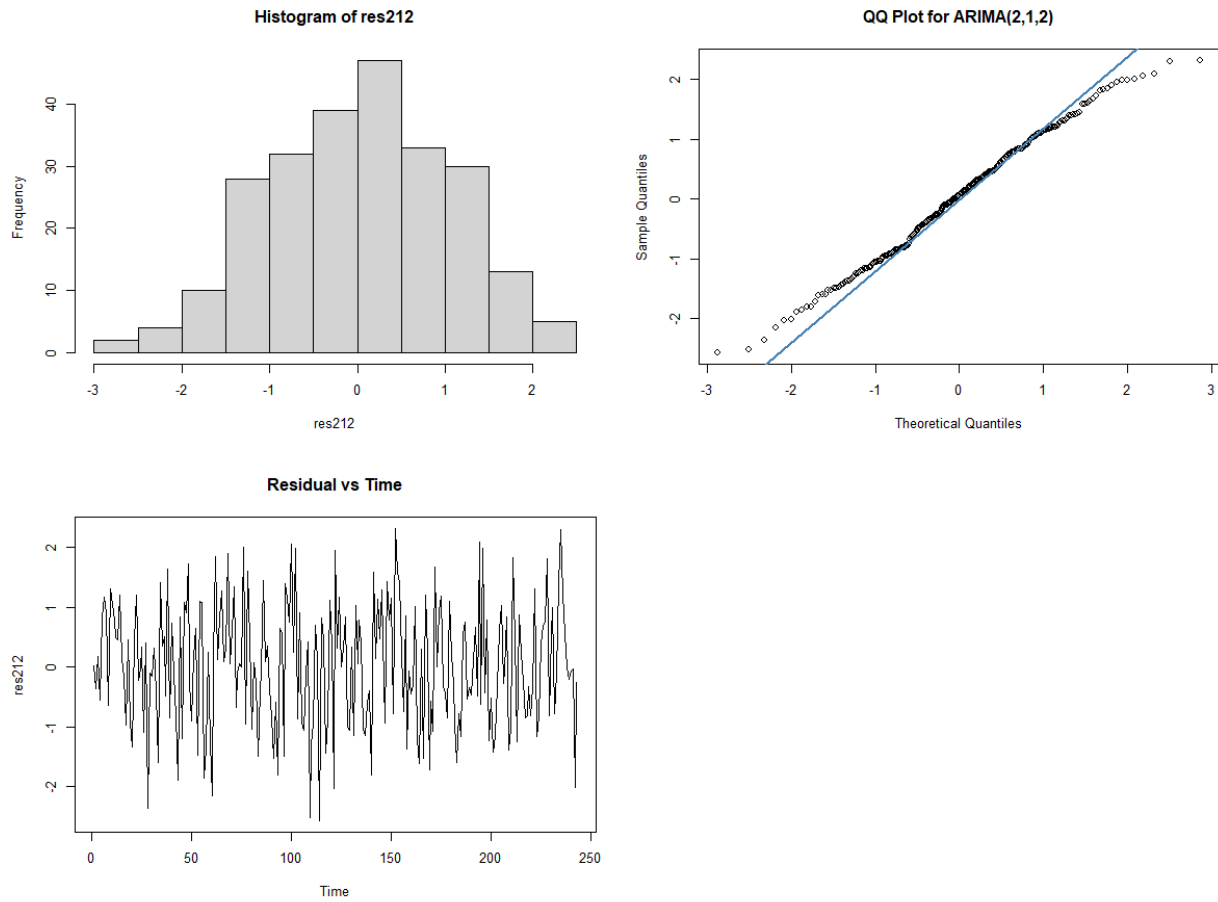 Histogram of res212
Frequency
0 10 20 30 40
-3 -2 -1 0 1 2
res212
QQ Plot for ARIMA(2,1,2)
Sample Quantiles
-2 -1 0 1 2
-3 -2 -1 0 1 2 3
Theoretical Quantiles
Residual vs Time
res212
-2 -1 0 1 2
0 50 100 150 200 250
Time